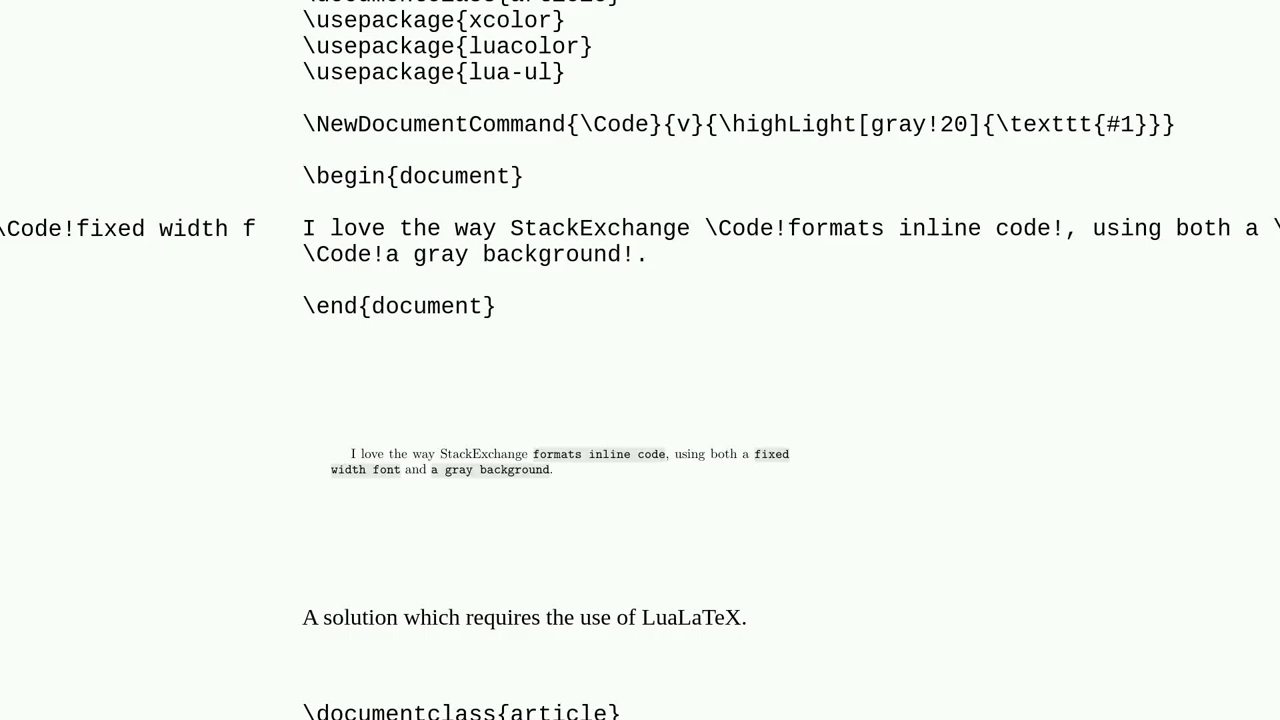 \documentclass{article}
\usepackage{xcolor}
\usepackage{luacolor}
\usepackage{lua-ul}
\NewDocumentCommand{\Code}{v}{\highLight[gray!20]{\texttt{#1}}}
\begin{document}
\Code!fixed width f
I love the way StackExchange \Code!formats inline code!, using both a \
\Code!a gray background!.
\end{document}
I love the way StackExchange formats inline code, using both a fixed
width font and a gray background.
A solution which requires the use of LuaLaTeX.
\documentclass{article}